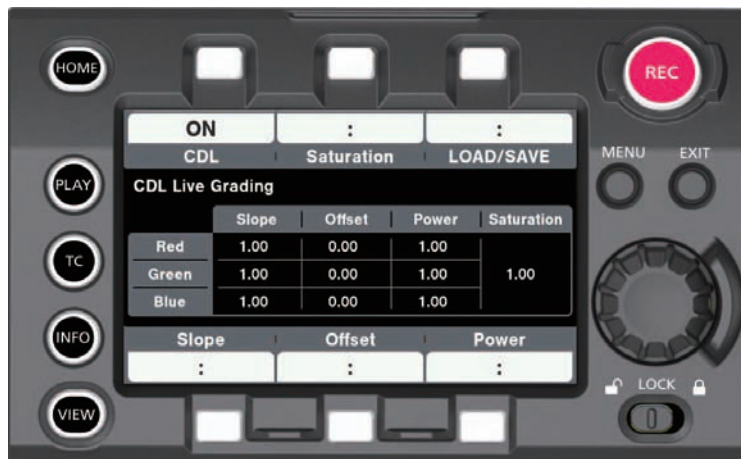 HOME
REC
ON : :
CDL Saturation LOAD/SAVE
MENU EXIT
PLAY
CDL Live Grading
Slope Offset Power Saturation
Red 1.00 0.00 1.00
TC
Green 1.00 0.00 1.00 1.00
Blue 1.00 0.00 1.00
INFO
Slope Offset Power
: : :
LOCK
VIEW